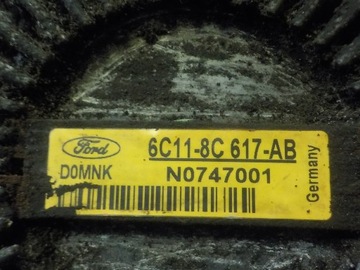 Ford
6C11-8C 617-AB
D0MNK
N0747001
Germany